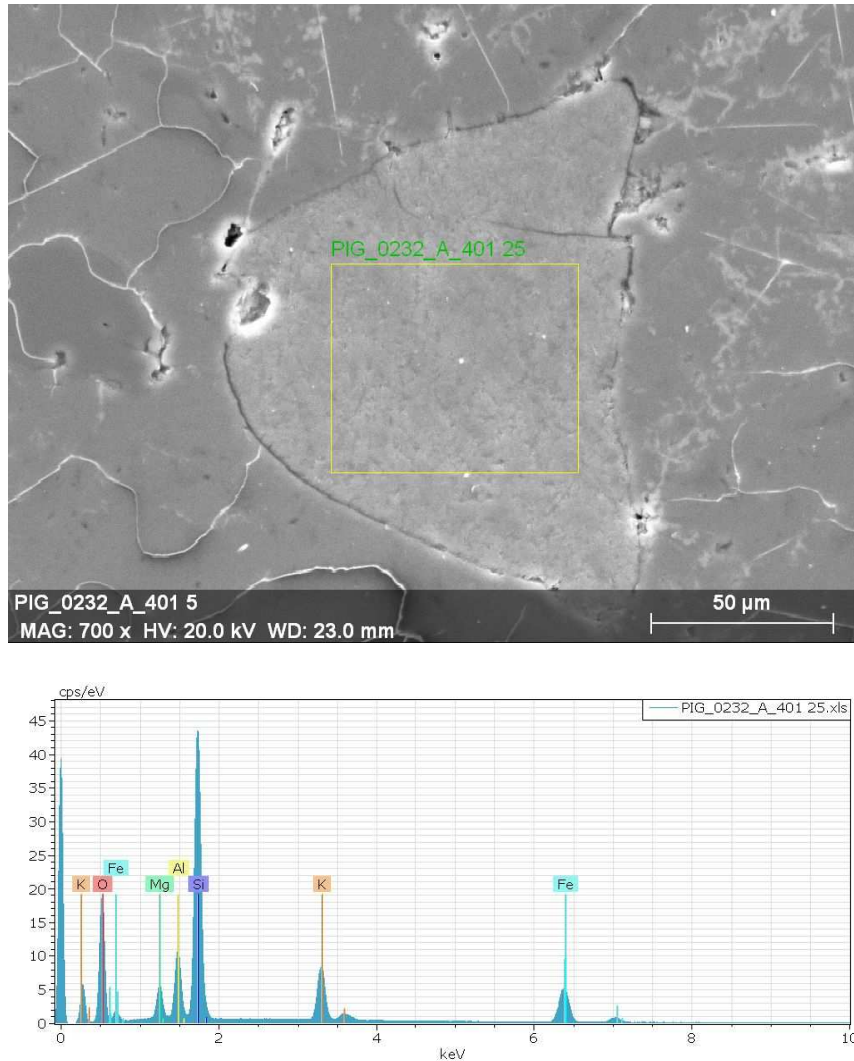 PIG_0232_A_401 25
PIG_0232_A_401 5
MAG: 700 x HV: 20.0 kV WD: 23.0 mm
50 µm
cps/eV
PIG_0232_A_401 25.xls
45
40
35
30
25
20
15
10
5
0
Fe
Al
K
O
Mg
Si
K
Fe
0
2
4
6
8
10
keV